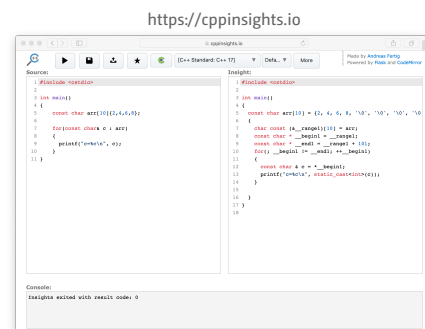 https://cppinsights.io
cppinsights.io
{C++ Standard: C++ 17}
Defa...
More
Made by Andreas Fertig
Powered by Flask and CodeMirror
Source:
1 #include <cstdio>
2
3 int main()
4 {
5 const char arr[10]{2,4,6,8};
6
7 for(const char& c : arr)
8 {
9 printf("c=%c\n", c);
10 }
11 }
Insight:
1 #include <cstdio>
2
3 int main()
4 {
5 const char arr[10] = {2, 4, 6, 8, '\0', '\0', '\0', '\0
6 {
7 char const (&__range1)[10] = arr;
8 const char * __begin1 = __range1;
9 const char * __end1 = __range1 + 10l;
10 for(; __begin1 != __end1; ++__begin1)
11 {
12 const char & c = *__begin1;
13 printf("c=%c\n", static_cast<int>(c));
14 }
15
16 }
17 }
18
Console:
Insights exited with result code: 0